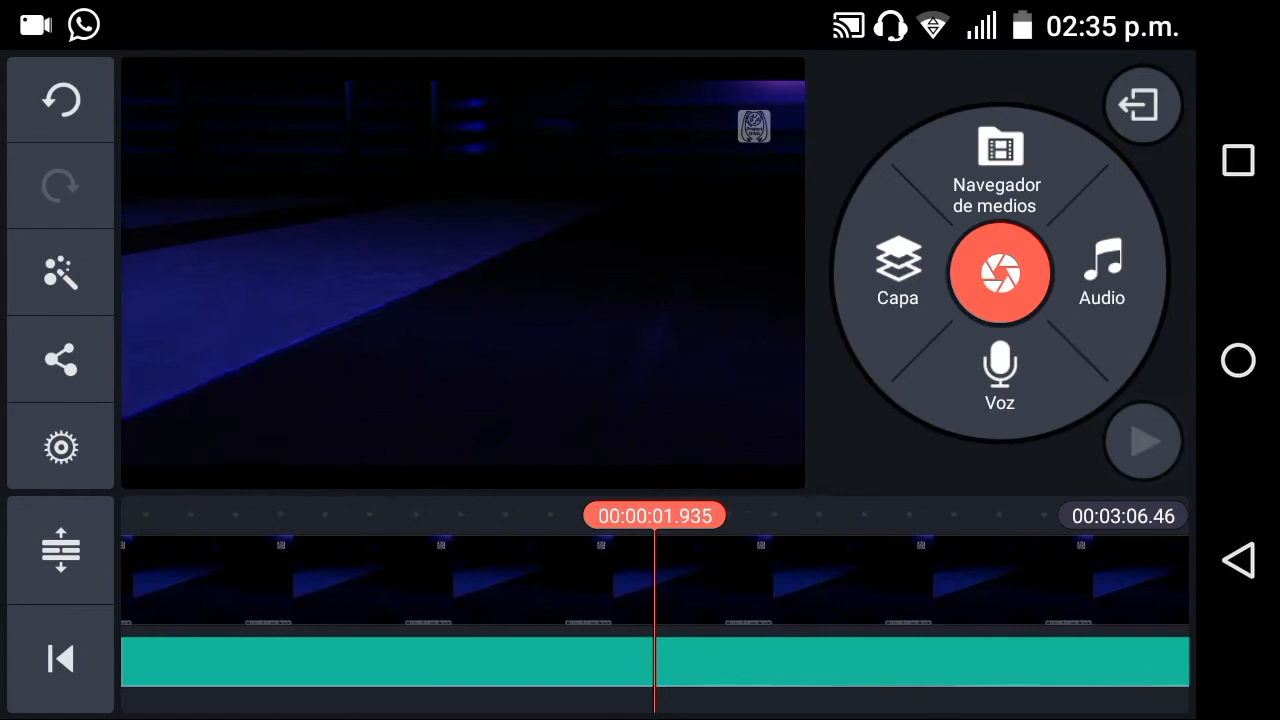 02:35 p.m.
Navegador
de medios
Capa
Audio
Voz
00:00:01.935
00:03:06.46